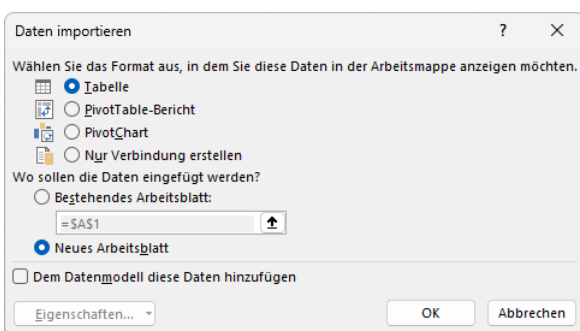 Daten importieren ? ×
Wählen Sie das Format aus, in dem Sie diese Daten in der Arbeitsmappe anzeigen möchten.
Tabelle
PivotTable-Bericht
PivotChart
Nur Verbindung erstellen
Wo sollen die Daten eingefügt werden?
Bestehendes Arbeitsblatt:
=$A$1
Neues Arbeitsblatt
Dem Datenmodell diese Daten hinzufügen
Eigenschaften... OK Abbrechen